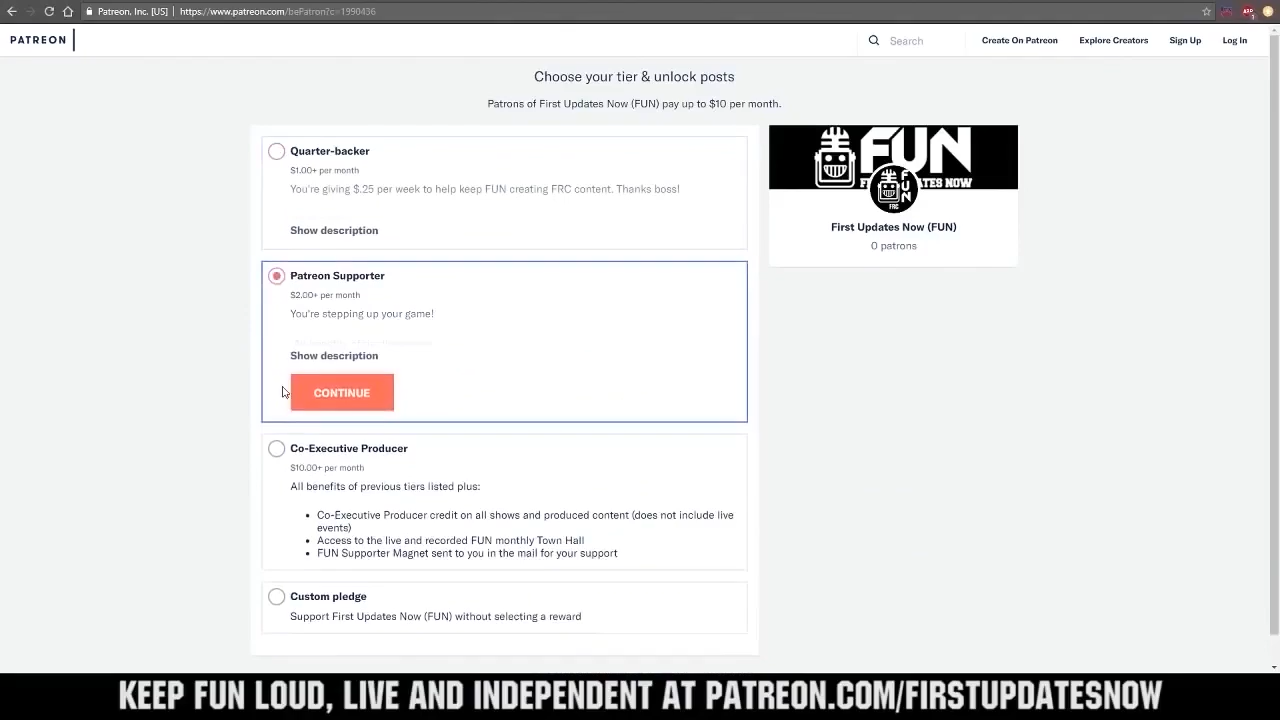 Patreon, Inc. [US] | https://www.patreon.com/bePatron?c=1990436
PATREON
Search
Create On Patreon
Explore Creators
Sign Up
Log In
Choose your tier & unlock posts
Patrons of First Updates Now (FUN) pay up to $10 per month.
Quarter-backer
$1.00+ per month
You're giving $.25 per week to help keep FUN creating FRC content. Thanks boss!
Show description
Patreon Supporter
$2.00+ per month
You're stepping up your game!
Show description
CONTINUE
Co-Executive Producer
$10.00+ per month
All benefits of previous tiers listed plus:
• Co-Executive Producer credit on all shows and produced content (does not include live
events)
• Access to the live and recorded FUN monthly Town Hall
• FUN Supporter Magnet sent to you in the mail for your support
Custom pledge
Support First Updates Now (FUN) without selecting a reward
FUN
FUN
FRC
First Updates Now (FUN)
0 patrons
KEEP FUN LOUD, LIVE AND INDEPENDENT AT PATREON.COM/FIRSTUPDATESNOW